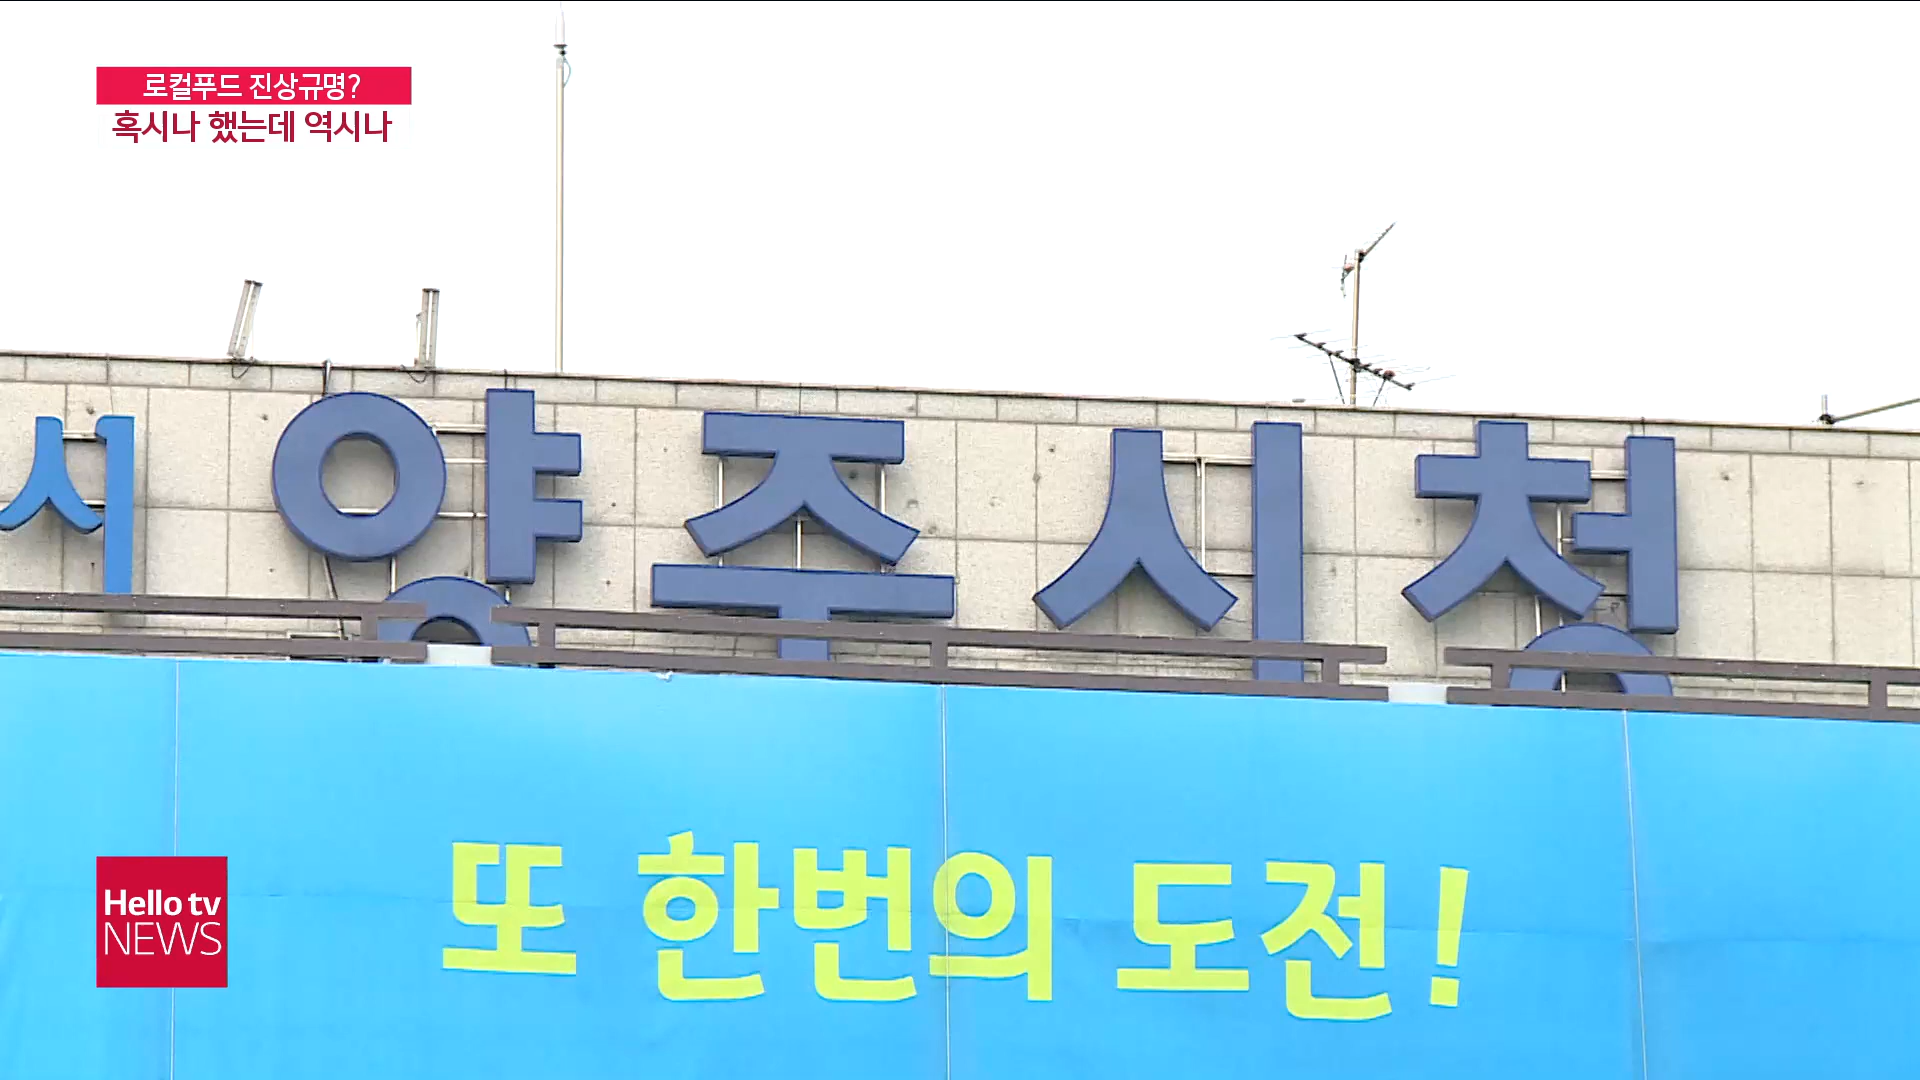 로컬푸드 진상규명?
혹시나 했는데 역시나
시 양주시청
또 한번의 도전!
Hello tv
NEWS